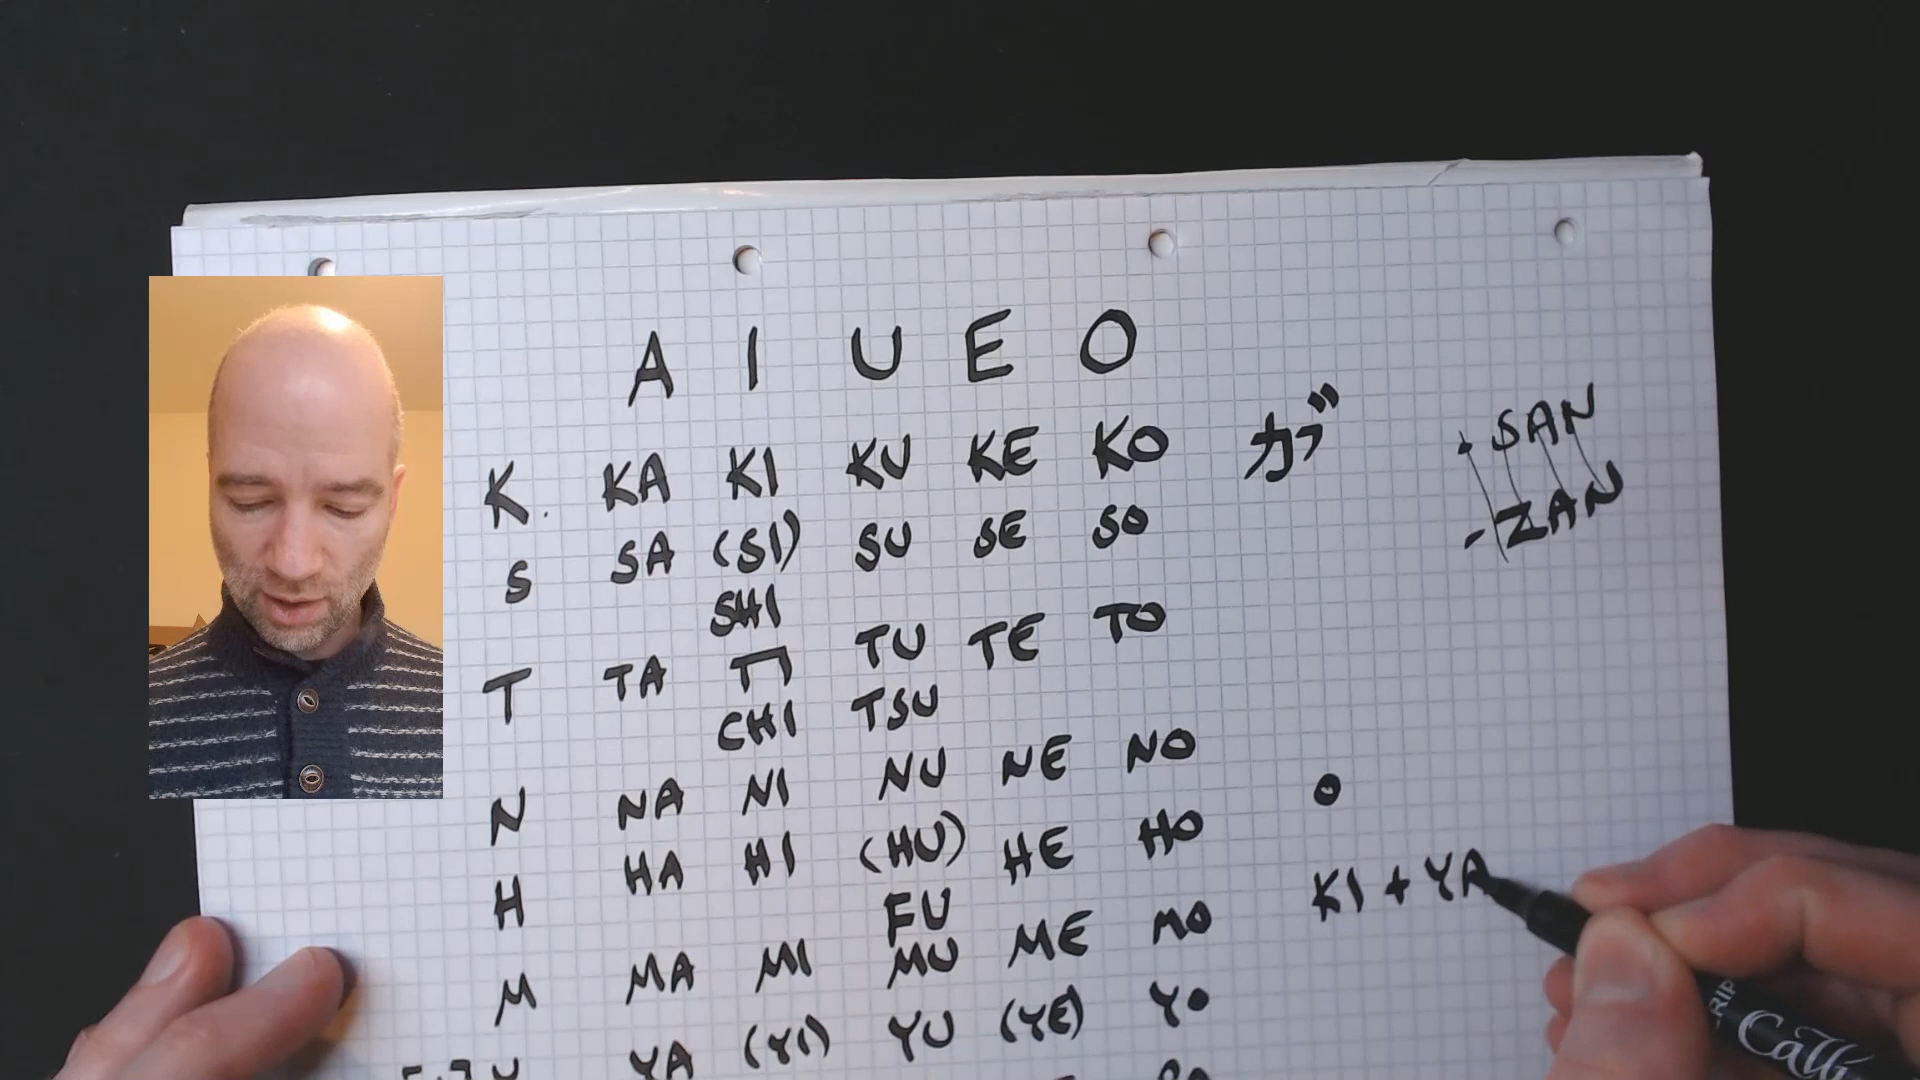 A I U E O
K. KA KI KU KE KO ガ
S SA (SI) SU SE SO
SHI
T TA TI TU TE TO
CHI TSU
N NA NI NU NE NO
H HA HI (HU) HE HO
FU
M MA MI MU ME MO
YA (YI) YU (YE) YO
• SAN
- ZAN
KI + YA